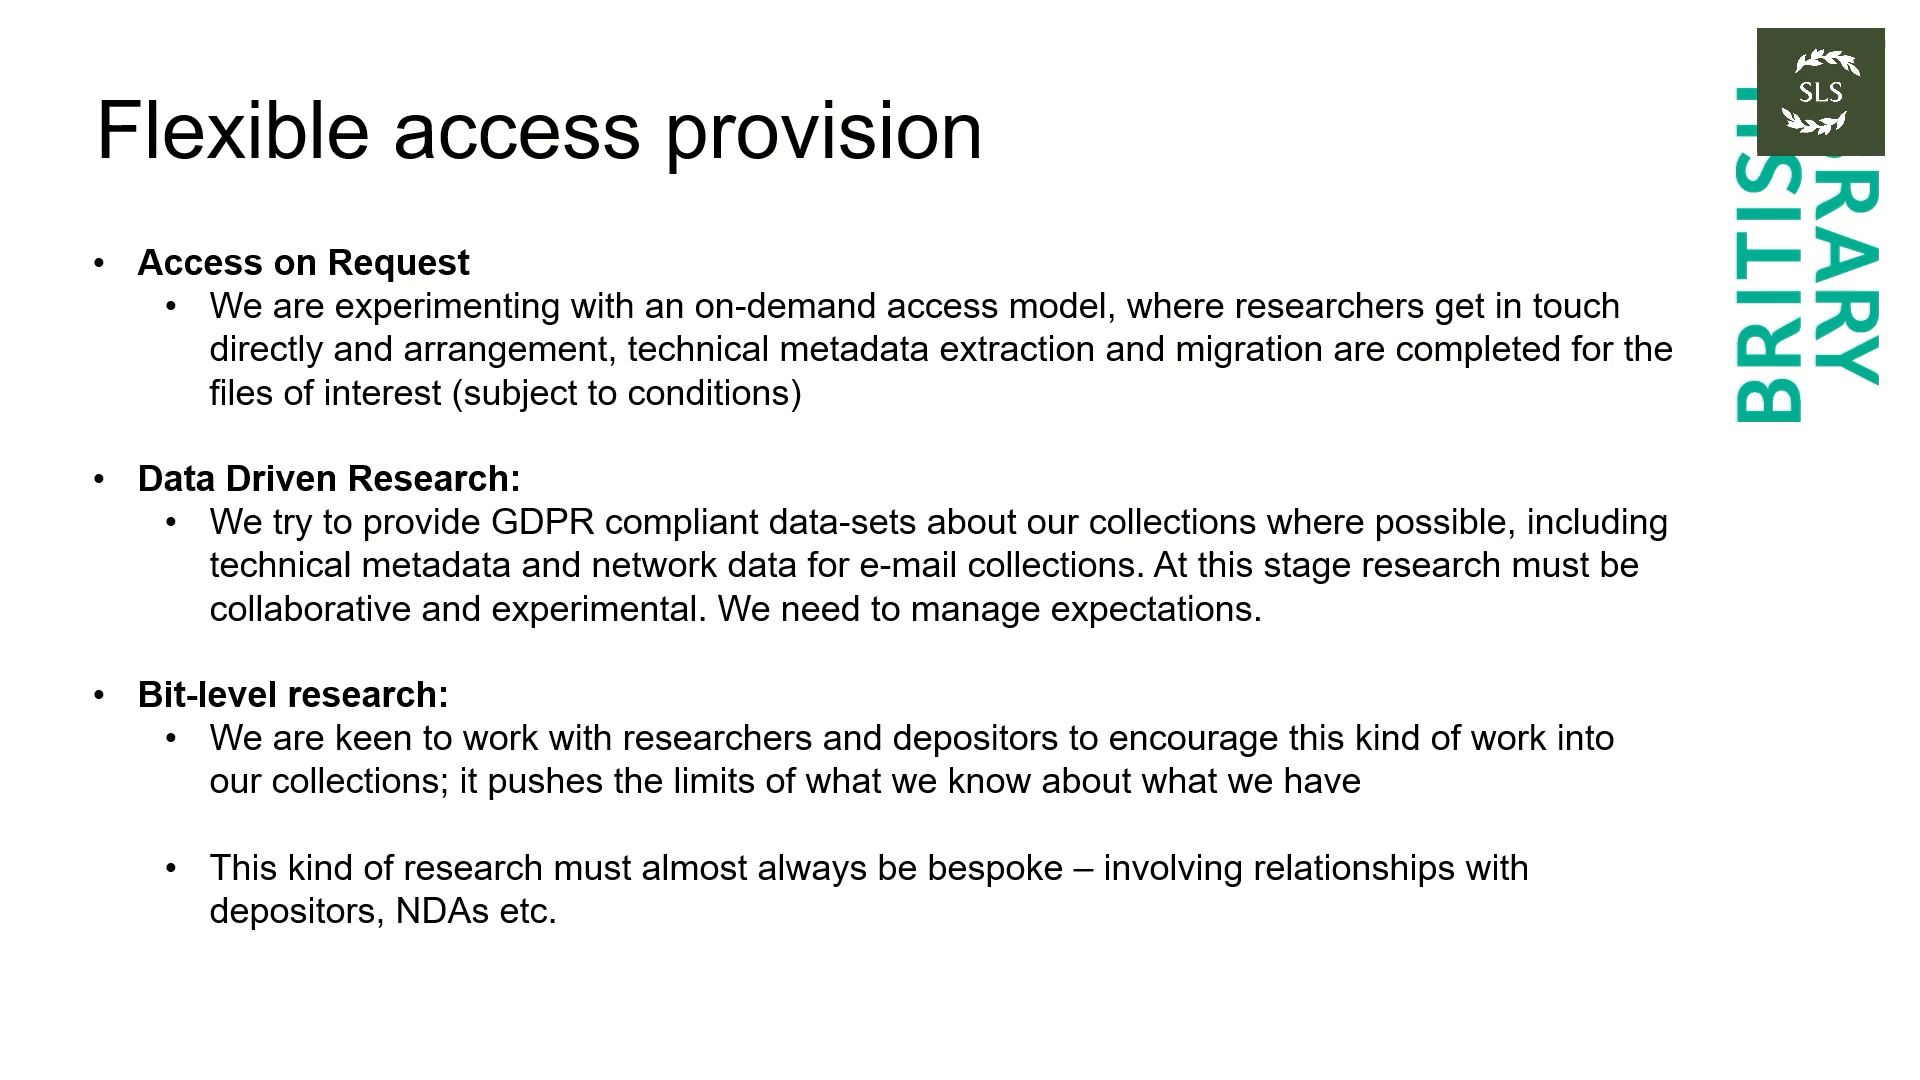 Flexible access provision
• Access on Request
• We are experimenting with an on-demand access model, where researchers get in touch
directly and arrangement, technical metadata extraction and migration are completed for the
files of interest (subject to conditions)
• Data Driven Research:
• We try to provide GDPR compliant data-sets about our collections where possible, including
technical metadata and network data for e-mail collections. At this stage research must be
collaborative and experimental. We need to manage expectations.
• Bit-level research:
• We are keen to work with researchers and depositors to encourage this kind of work into
our collections; it pushes the limits of what we know about what we have
• This kind of research must almost always be bespoke – involving relationships with
depositors, NDAs etc.
SLS
BRITISH